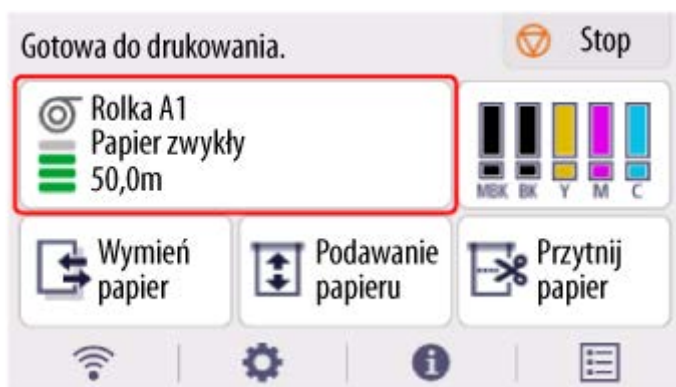 Gotowa do drukowania.
Stop
Rolka A1
Papier zwykły
50,0m
MBK BK Y M C
Wymień
papier
Podawanie
papieru
Przytnij
papier